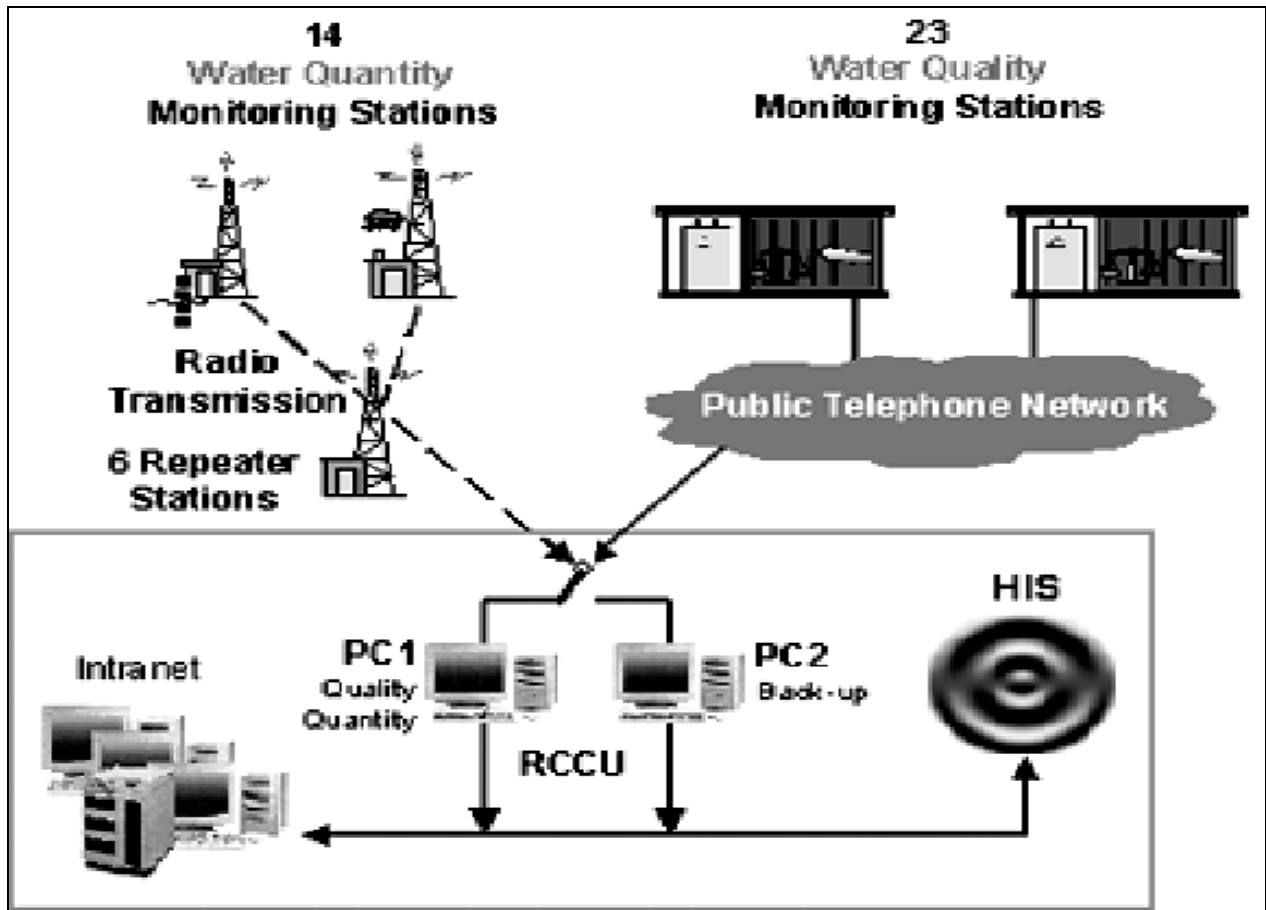 14
Water Quantity
Monitoring Stations
23
Water Quality
Monitoring Stations
Radio
Transmission
6 Repeater
Stations
Public Telephone Network
HIS
Intranet
PC1
Quality
Quantity
PC2
Back-up
RCCU